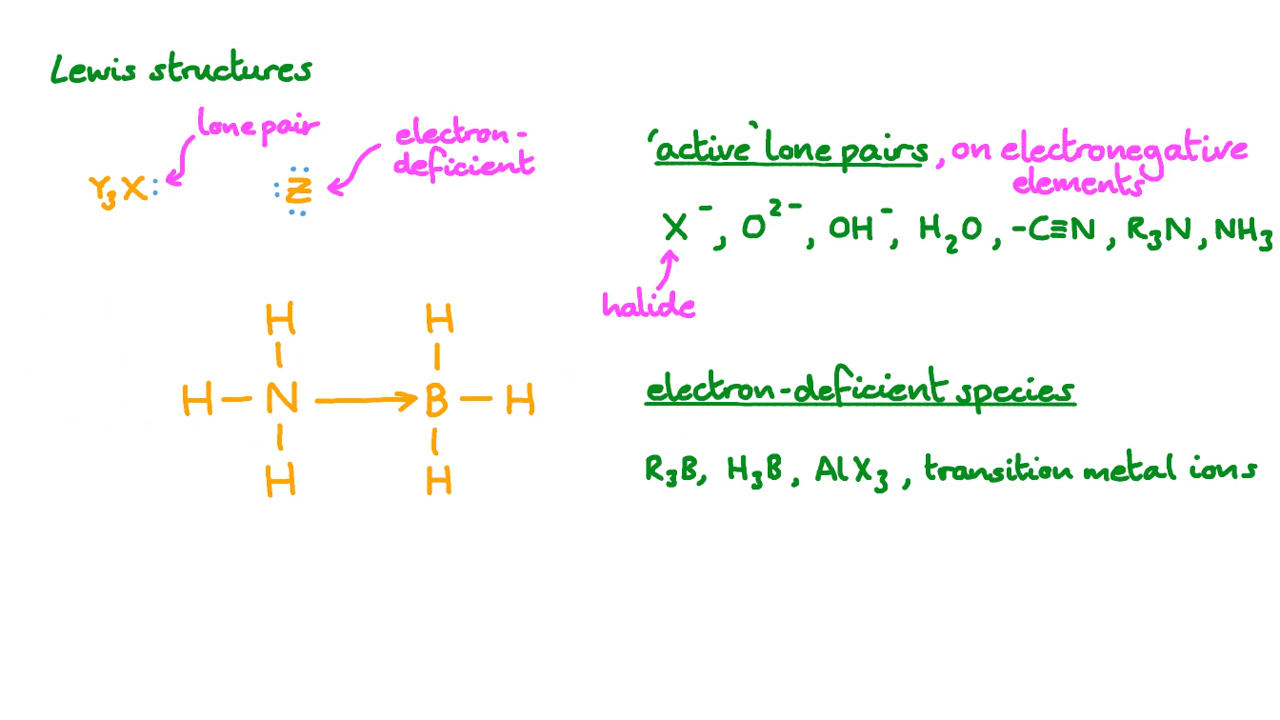 Lewis structures
lone pair
electron-
deficient
Y₃X:
Z
'active' lone pairs, on electronegative
elements
X⁻, O²⁻, OH⁻, H₂O, -C≡N, R₃N, NH₃
halide
H H
H–N→B–H
H H
electron-deficient species
R₃B, H₃B, AlX₃, transition metal ions